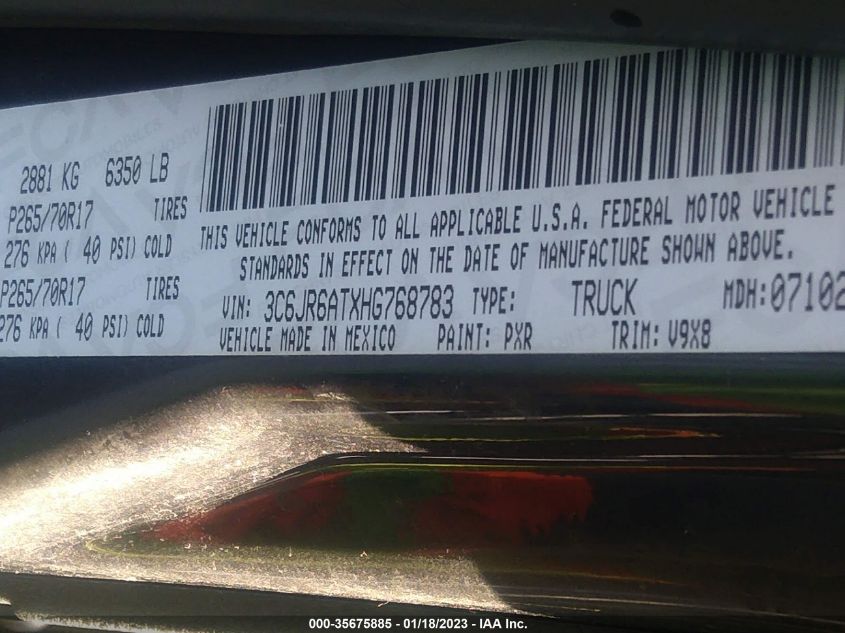 2881 KG 6350 LB
P265/70R17 TIRES
276 KPA ( 40 PSI) COLD
P265/70R17 TIRES
276 KPA ( 40 PSI) COLD
THIS VEHICLE CONFORMS TO ALL APPLICABLE U.S.A. FEDERAL MOTOR VEHICLE
STANDARDS IN EFFECT ON THE DATE OF MANUFACTURE SHOWN ABOVE.
VIN: 3C6JR6ATXHG768783 TYPE: TRUCK MDH:07102
VEHICLE MADE IN MEXICO PAINT: PXR TRIM: V9X8
000-35675885 - 01/18/2023 - IAA Inc.